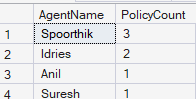 AgentName PolicyCount
1 Spoorthik 3
2 Idries 2
3 Anil 1
4 Suresh 1